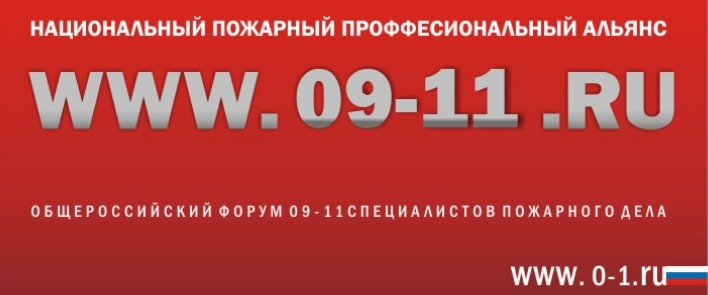 НАЦИОНАЛЬНЫЙ ПОЖАРНЫЙ ПРОФФЕСИОНАЛЬНЫЙ АЛЬЯНС
WWW. 09-11 .RU
ОБЩЕРОССИЙСКИЙ ФОРУМ 09-11СПЕЦИАЛИСТОВ ПОЖАРНОГО ДЕЛА
www. 0-1.ru